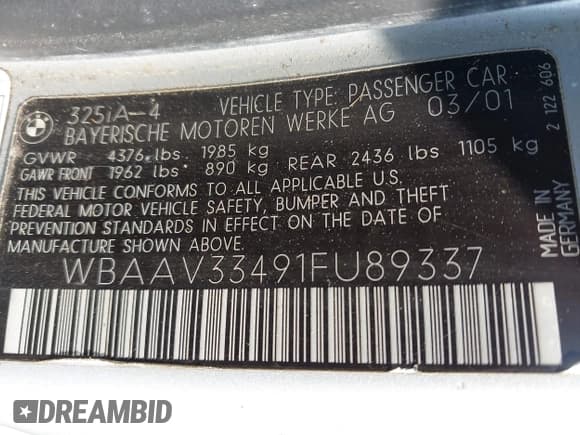 325iA-4 VEHICLE TYPE: PASSENGER CAR
BAYERISCHE MOTOREN WERKE AG 03/01
GVWR 4376 lbs 1985 kg
GAWR FRONT 1962 lbs 890 kg REAR 2436 lbs 1105 kg
THIS VEHICLE CONFORMS TO ALL APPLICABLE U.S.
FEDERAL MOTOR VEHICLE SAFETY, BUMPER AND THEFT
PREVENTION STANDARDS IN EFFECT ON THE DATE OF
MANUFACTURE SHOWN ABOVE.
WBAAV33491FU89337
MADE IN
GERMANY
2 122 606
DREAMBID